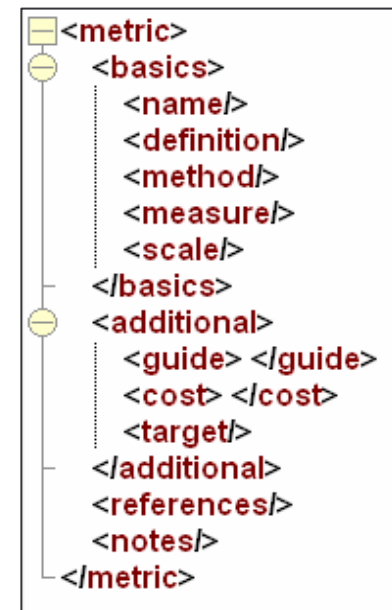 <metric>
<basics>
<name/>
<definition/>
<method/>
<measure/>
<scale/>
</basics>
<additional>
<guide> </guide>
<cost> </cost>
<target/>
</additional>
<references/>
<notes/>
</metric>